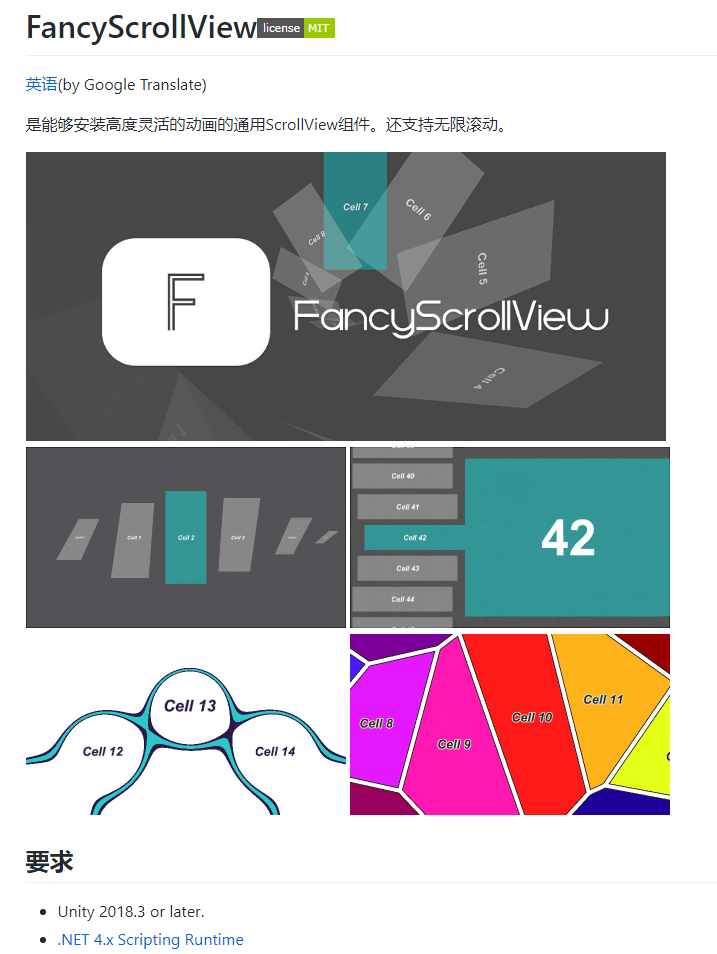 FancyScrollView license MIT
英语(by Google Translate)
是能够安装高度灵活的动画的通用ScrollView组件。还支持无限滚动。
Cell 7
Cell 6
Cell 8
Cell 5
F
FancyScrollView
Cell 4
Cell 1
Cell 2
Cell 3
Cell 40
Cell 41
Cell 42
42
Cell 43
Cell 44
Cell 13
Cell 12
Cell 14
Cell 8
Cell 9
Cell 10
Cell 11
要求
Unity 2018.3 or later.
.NET 4.x Scripting Runtime